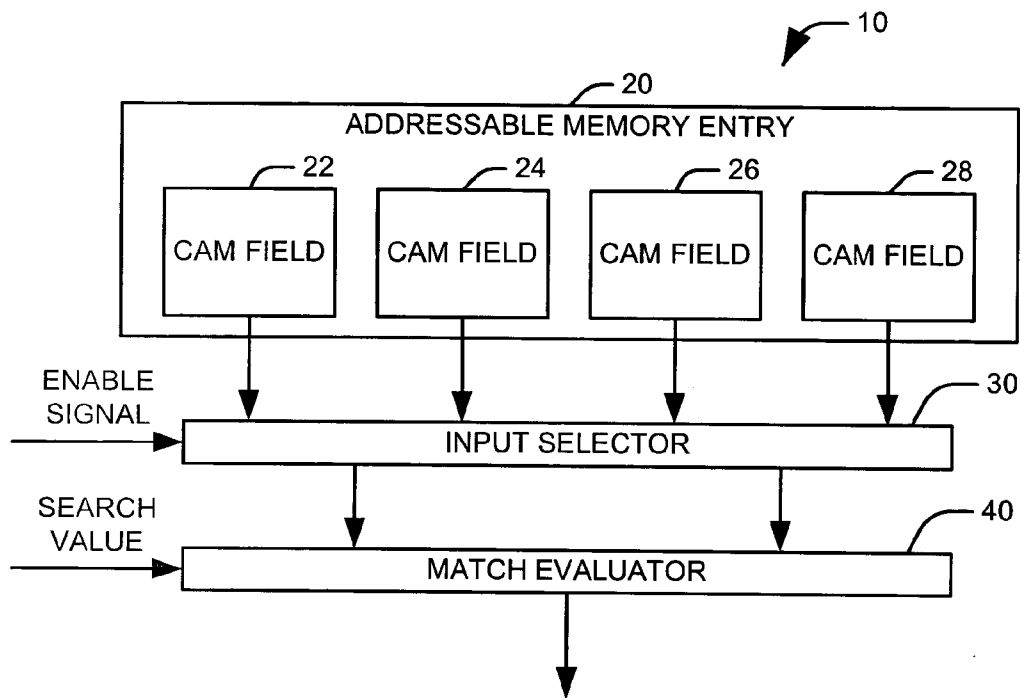 10
20
ADDRESSABLE MEMORY ENTRY
22
24
26
28
CAM FIELD
CAM FIELD
CAM FIELD
CAM FIELD
ENABLE
SIGNAL
30
INPUT SELECTOR
SEARCH
VALUE
40
MATCH EVALUATOR